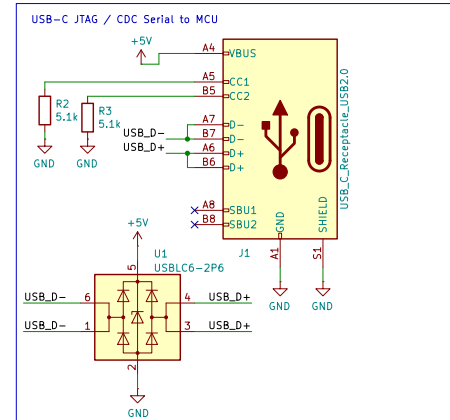 USB-C JTAG / CDC Serial to MCU
+5V
A4
VBUS
A5
CC1
B5
CC2
R2
5.1k
R3
5.1k
GND
GND
USB_D-
USB_D+
A7
D-
B7
D-
A6
D+
B6
D+
A8
SBU1
B8
SBU2
GND
SHIELD
USB_C_Receptacle_USB2.0
J1
A1
S1
GND
GND
+5V
U1
USBLC6-2P6
5
USB_D-
6
4
USB_D+
USB_D-
1
3
USB_D+
2
GND